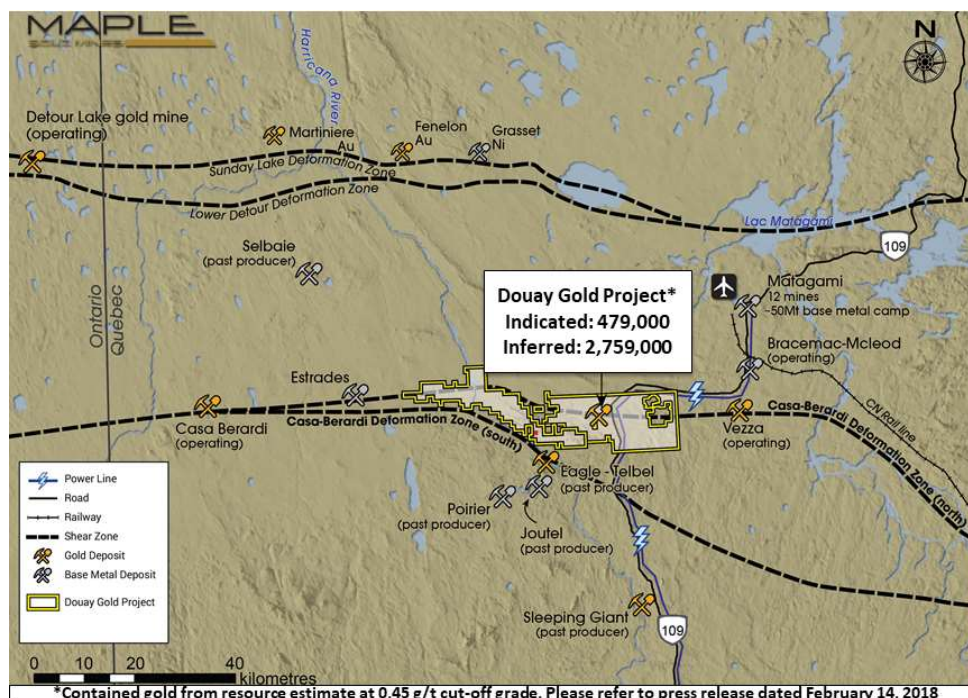 MAPLE
GOLD MINES
N
Harricana River
Detour Lake gold mine
(operating)
Martiniere
Au
Fenelon
Au
Grasset
Ni
Sunday Lake Deformation Zone
Lower Detour Deformation Zone
Lac Matagami
109
Selbaie
(past producer)
Ontario
Quebec
Douay Gold Project*
Indicated: 479,000
Inferred: 2,759,000
Matagami
12 mines
~50Mt base metal camp
Bracemac-Mcleod
(operating)
CN Rail line
Estrades
Casa Berardi
(operating)
Casa-Berardi Deformation Zone (south)
Vezza
(operating)
Casa-Berardi Deformation Zone (north)
Eagle - Telbel
(past producer)
Poirier
(past producer)
Joutel
(past producer)
Sleeping Giant
(past producer)
109
Power Line
Road
Railway
Shear Zone
Gold Deposit
Base Metal Deposit
Douay Gold Project
0 10 20 40
kilometres
*Contained gold from resource estimate at 0.45 g/t cut-off grade. Please refer to press release dated February 14, 2018